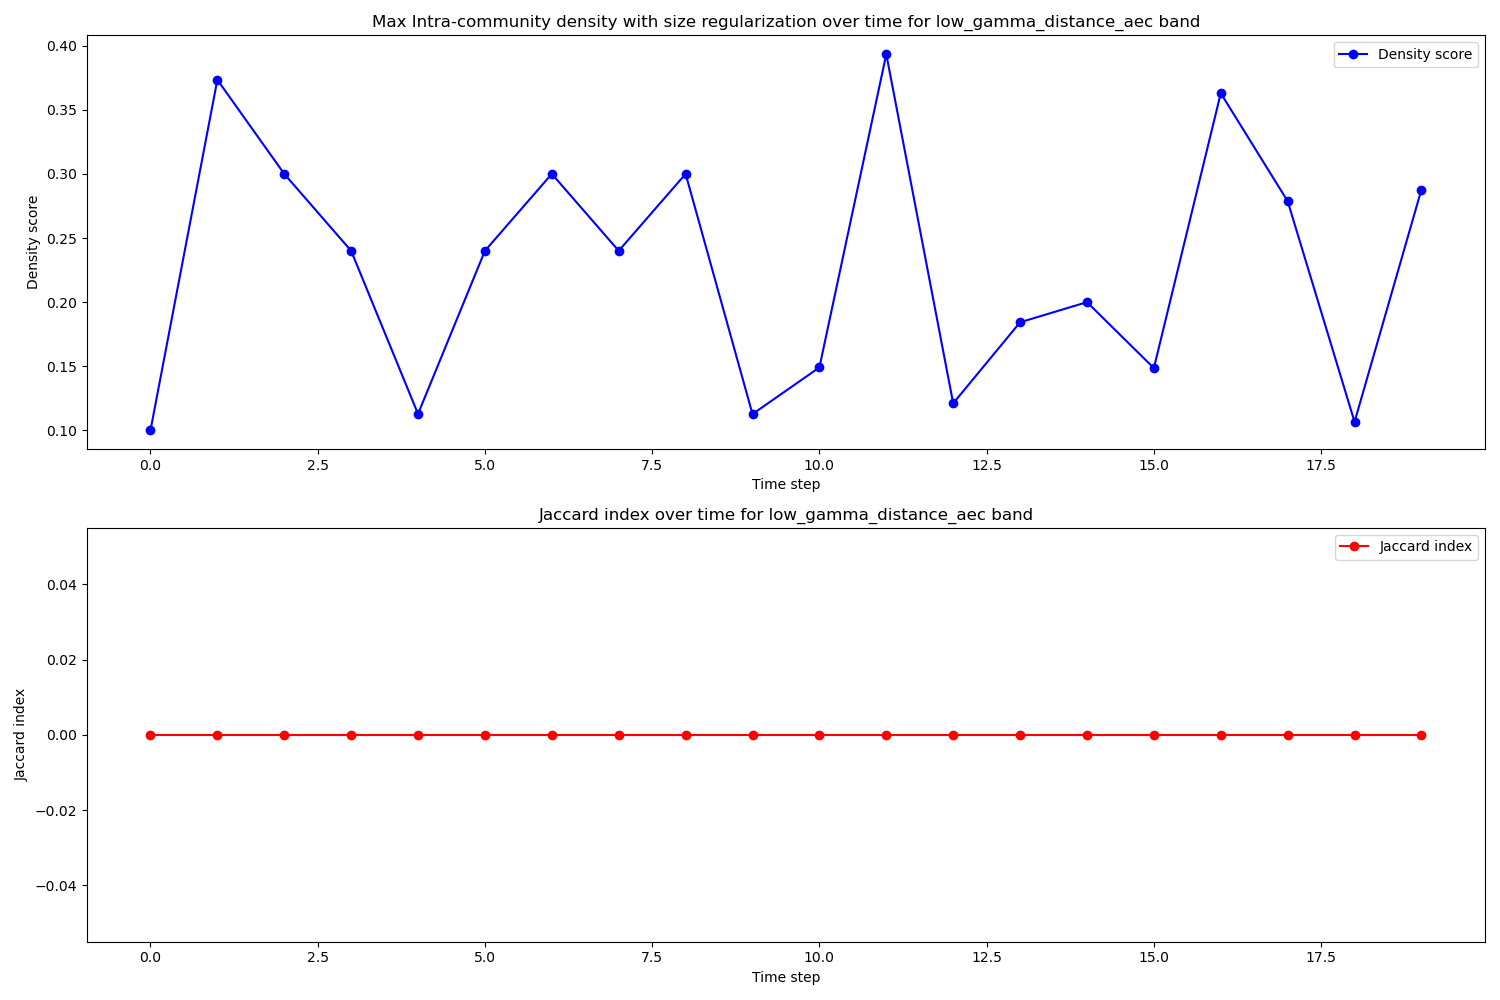 Max Intra-community density with size regularization over time for low_gamma_distance_aec band
Density score
0.40
0.35
0.30
0.25
0.20
0.15
0.10
Density score
0.0 2.5 5.0 7.5 10.0 12.5 15.0 17.5
Time step
Jaccard index over time for low_gamma_distance_aec band
Jaccard index
0.04
0.02
0.00
−0.02
−0.04
Jaccard index
0.0 2.5 5.0 7.5 10.0 12.5 15.0 17.5
Time step